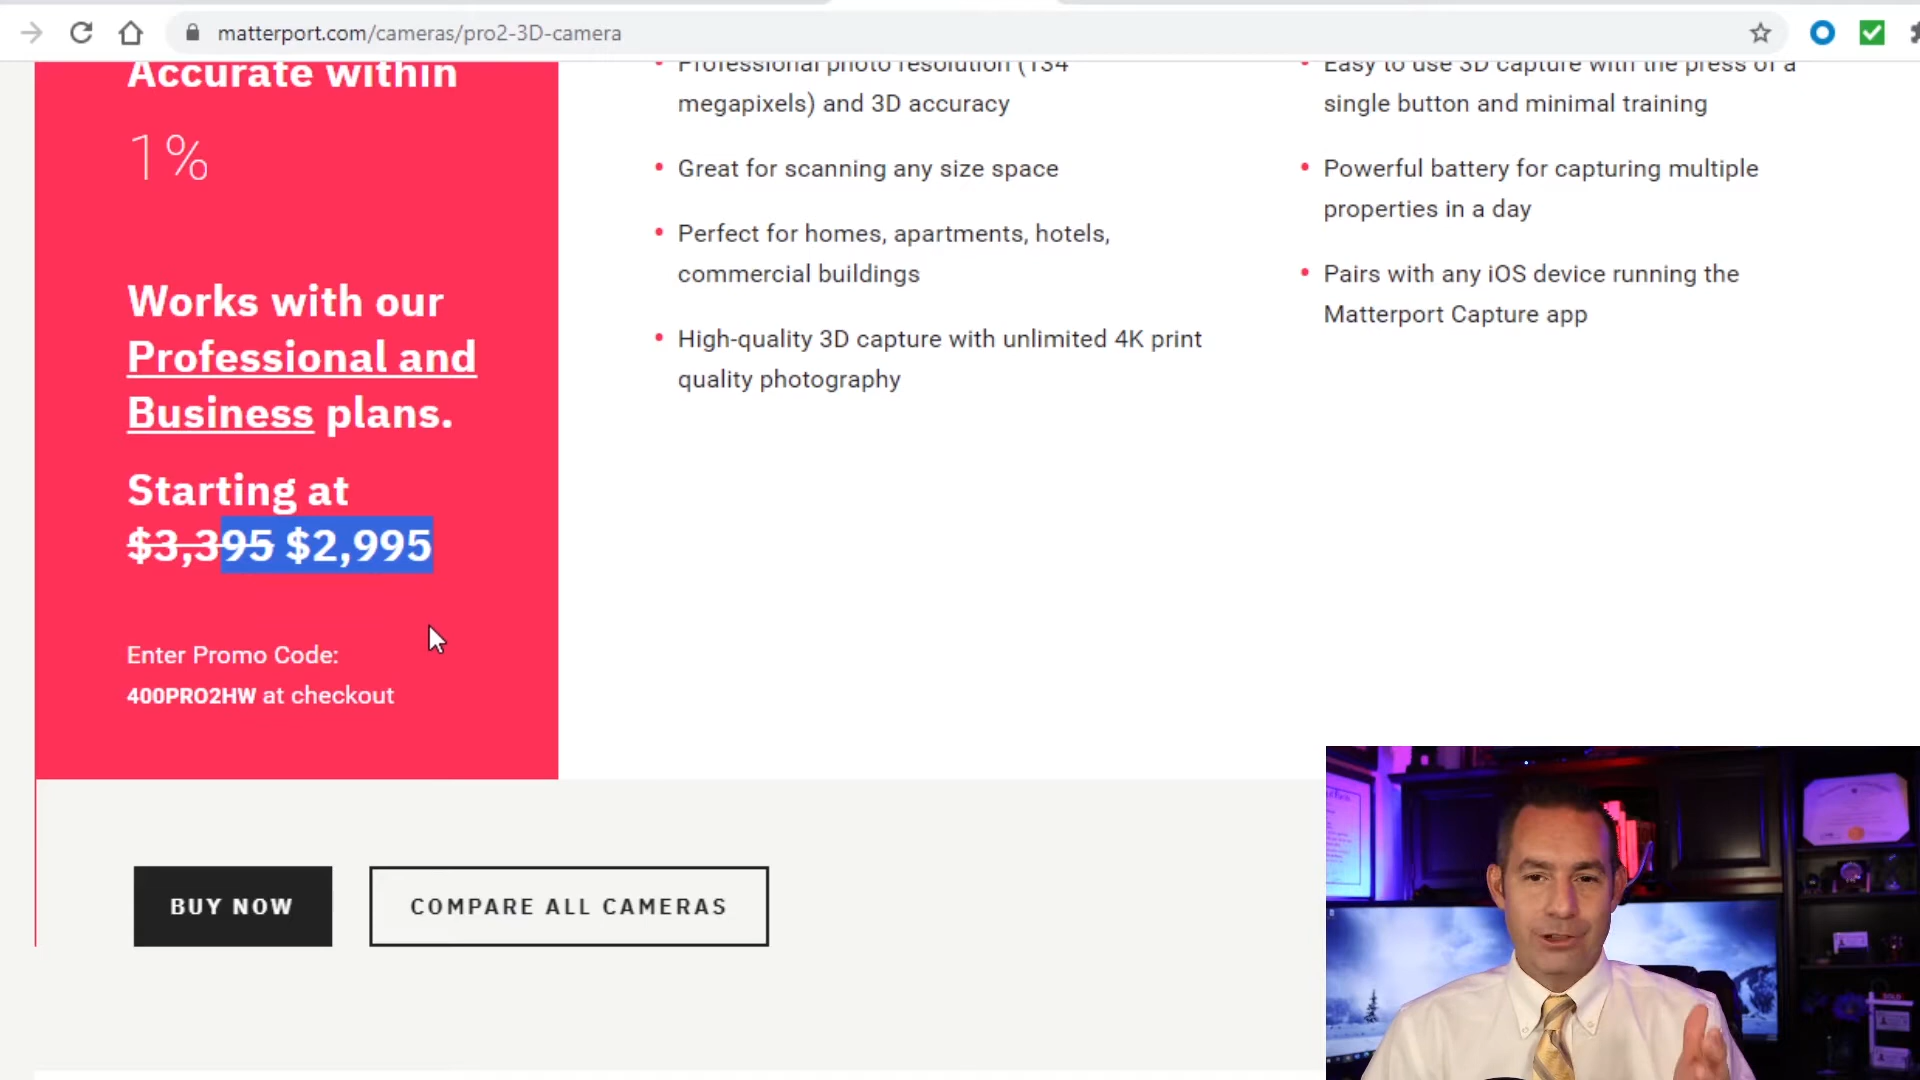 matterport.com/cameras/pro2-3D-camera
Accurate within
1%
Works with our
Professional and
Business plans.
Starting at
$3,395 $2,995
Enter Promo Code:
400PRO2HW at checkout
Professional photo resolution (134
megapixels) and 3D accuracy
Great for scanning any size space
Perfect for homes, apartments, hotels,
commercial buildings
High-quality 3D capture with unlimited 4K print
quality photography
Easy to use 3D capture with the press of a
single button and minimal training
Powerful battery for capturing multiple
properties in a day
Pairs with any iOS device running the
Matterport Capture app
BUY NOW
COMPARE ALL CAMERAS
SOLD